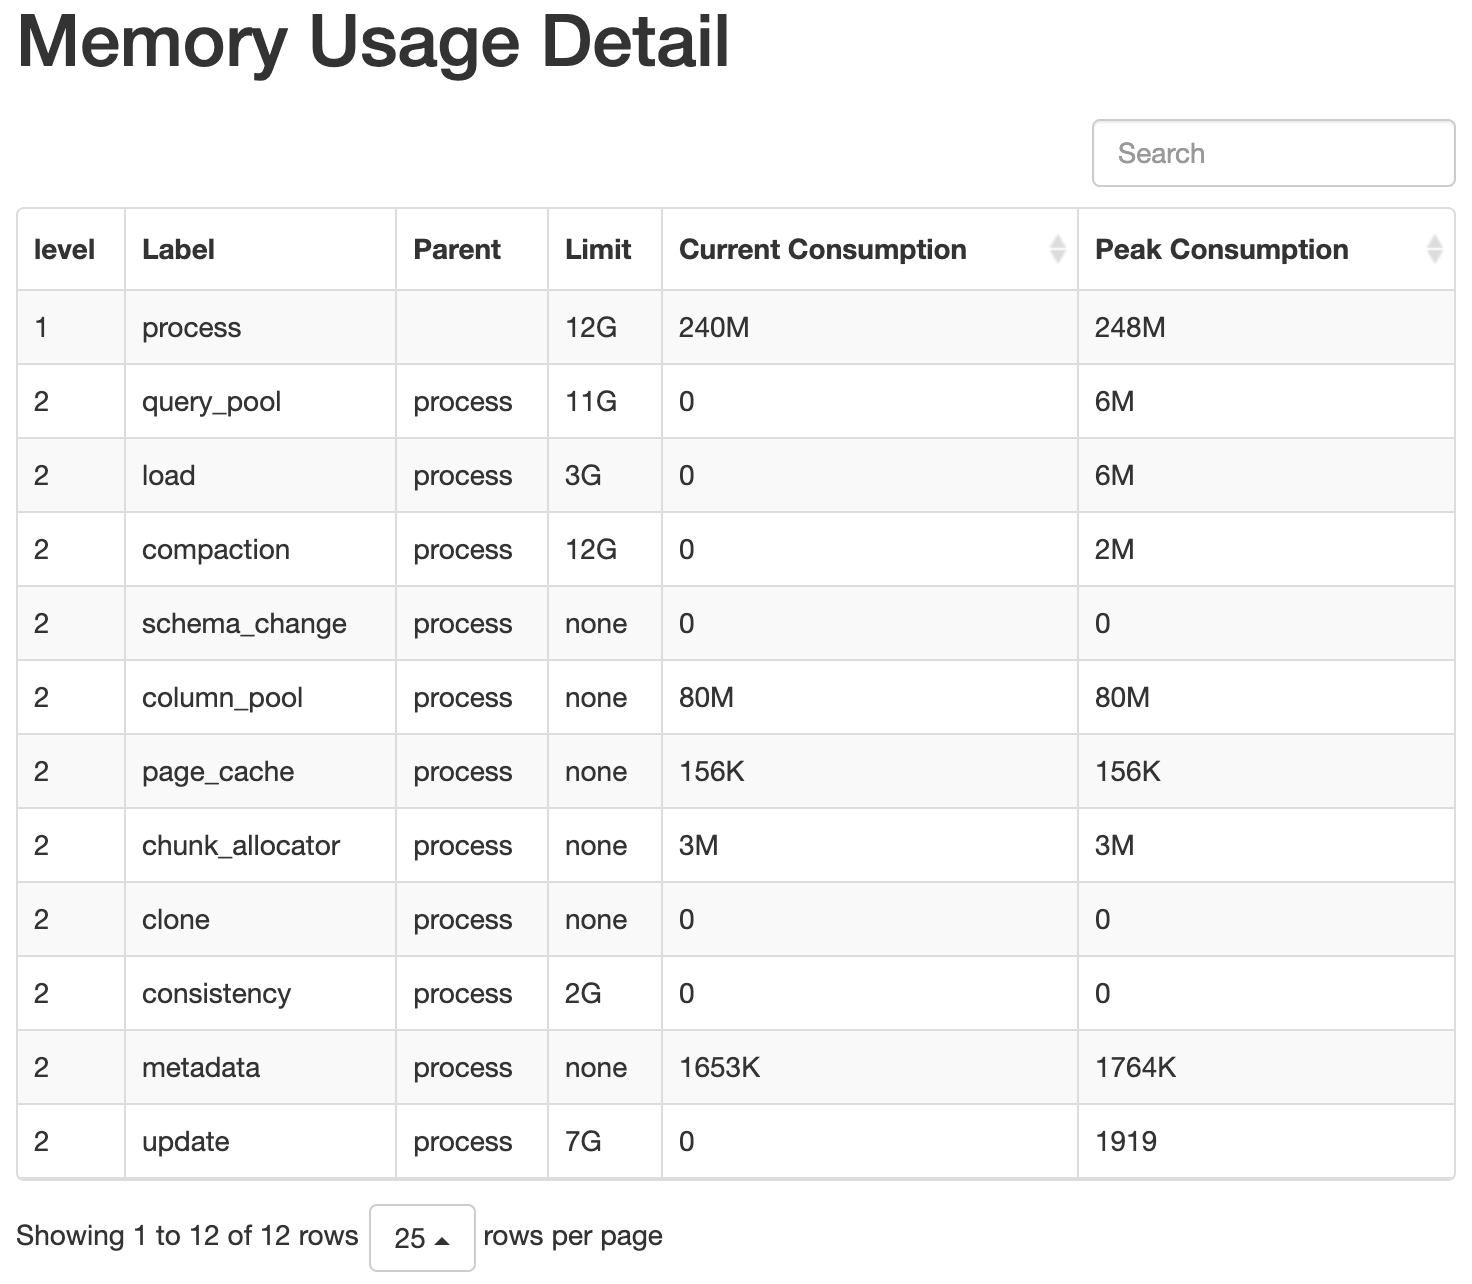 Memory Usage Detail
Search
level Label Parent Limit Current Consumption Peak Consumption
1 process 12G 240M 248M
2 query_pool process 11G 0 6M
2 load process 3G 0 6M
2 compaction process 12G 0 2M
2 schema_change process none 0 0
2 column_pool process none 80M 80M
2 page_cache process none 156K 156K
2 chunk_allocator process none 3M 3M
2 clone process none 0 0
2 consistency process 2G 0 0
2 metadata process none 1653K 1764K
2 update process 7G 0 1919
Showing 1 to 12 of 12 rows 25 rows per page